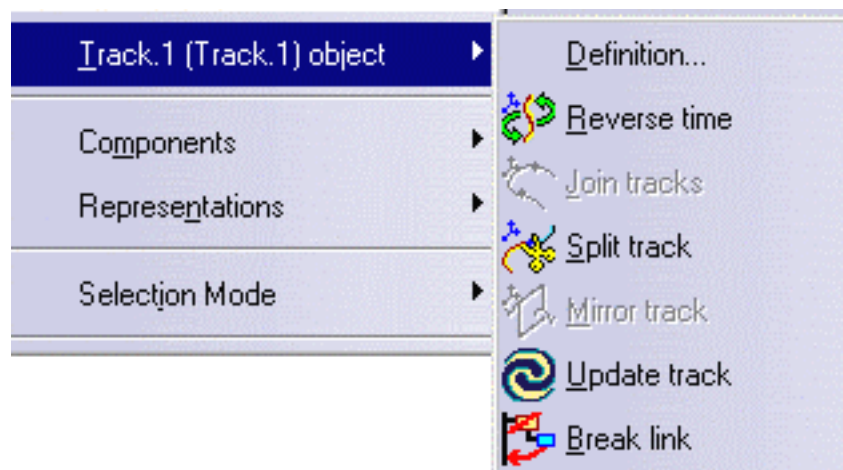 Track.1 (Track.1) object
Components
Representations
Selection Mode
Definition...
Reverse time
Join tracks
Split track
Mirror track
Update track
Break link